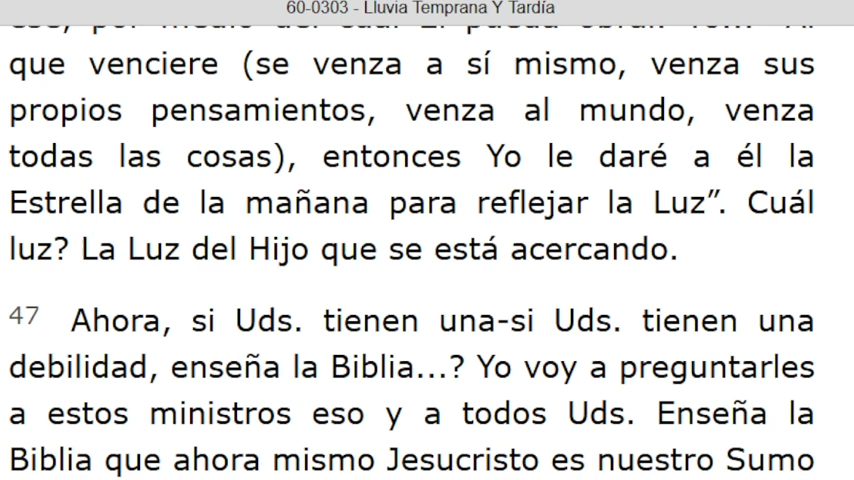 60-0303 - Lluvia Temprana Y Tardía
que venciere (se venza a sí mismo, venza sus
propios pensamientos, venza al mundo, venza
todas las cosas), entonces Yo le daré a él la
Estrella de la mañana para reflejar la Luz”. Cuál
luz? La Luz del Hijo que se está acercando.
47 Ahora, si Uds. tienen una-si Uds. tienen una
debilidad, enseña la Biblia...? Yo voy a preguntarles
a estos ministros eso y a todos Uds. Enseña la
Biblia que ahora mismo Jesucristo es nuestro Sumo